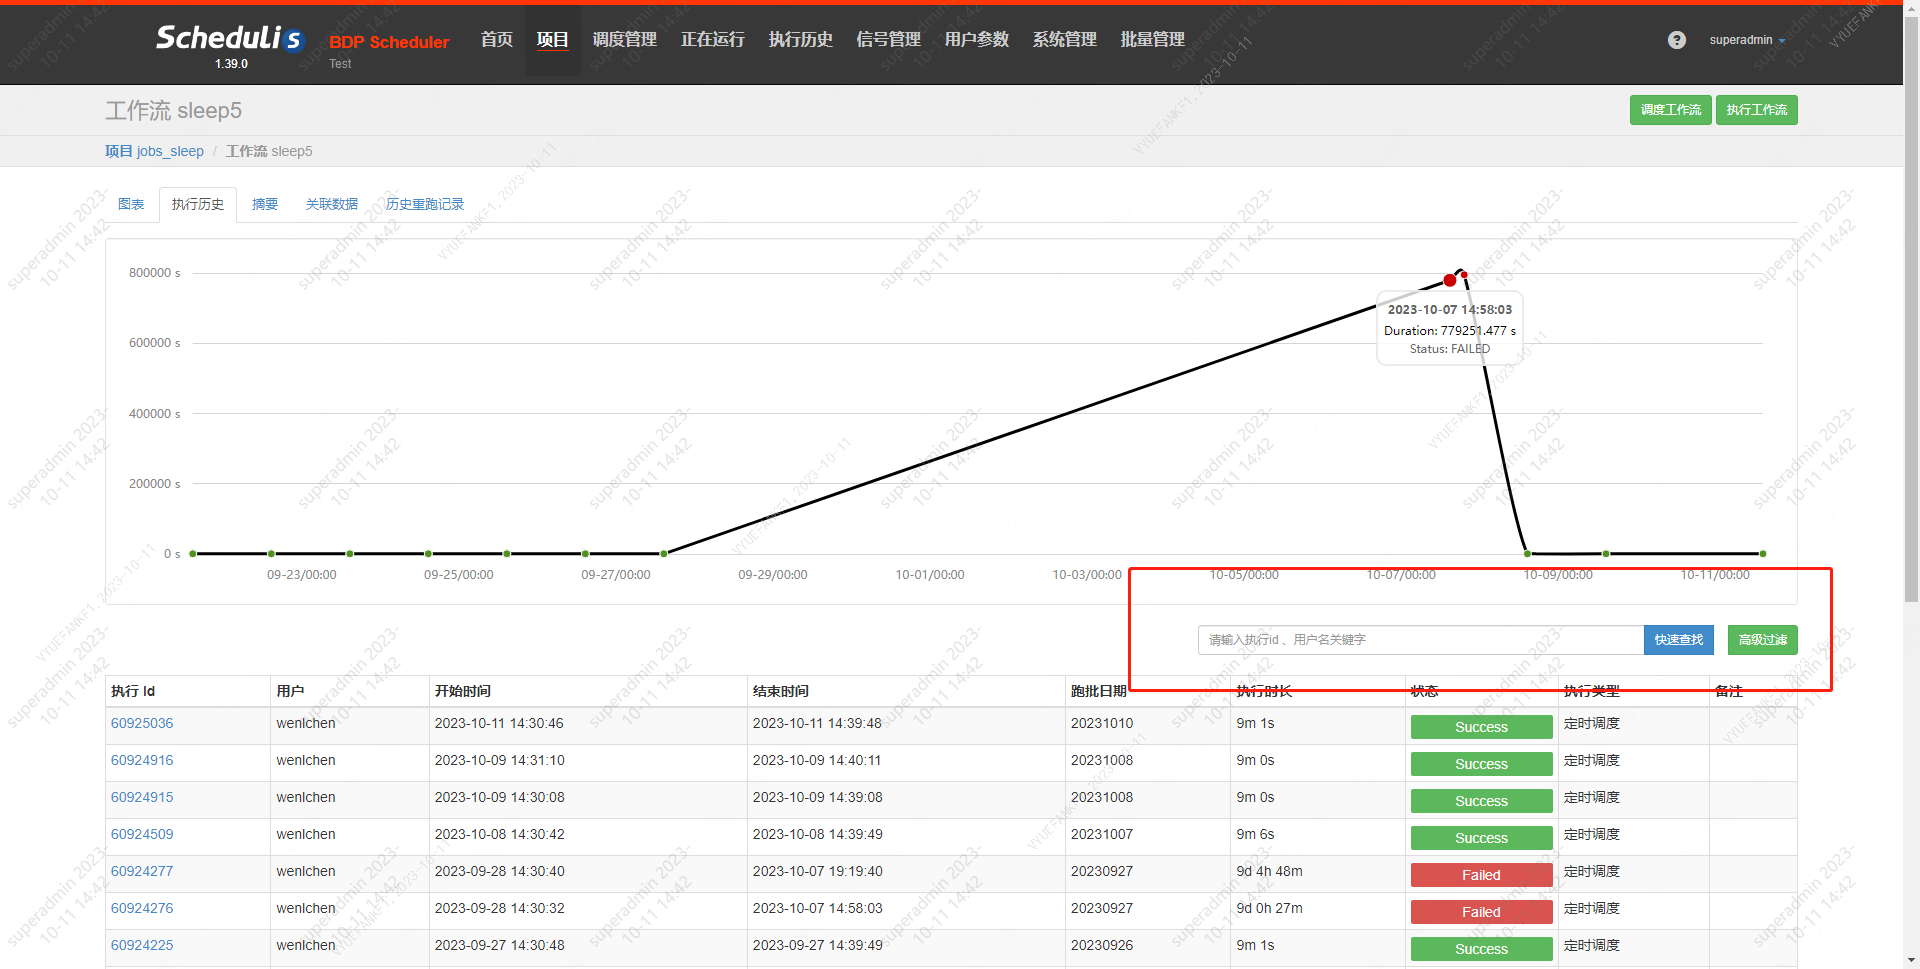 Schedulis
1.39.0
BDP Scheduler
Test
首页 项目 调度管理 正在运行 执行历史 信号管理 用户参数 系统管理 批量管理
? superadmin
工作流 sleep5
调度工作流 执行工作流
项目 jobs_sleep / 工作流 sleep5
图表 执行历史 摘要 关联数据 历史重跑记录
800000 s
600000 s
400000 s
200000 s
0 s
2023-10-07 14:58:03
Duration: 779251.477 s
Status: FAILED
09-23/00:00 09-25/00:00 09-27/00:00 09-29/00:00 10-01/00:00 10-03/00:00 10-05/00:00 10-07/00:00 10-09/00:00 10-11/00:00
请输入执行id 、用户名关键字 快速查找 高级过滤
执行 Id 用户 开始时间 结束时间 跑批日期 执行时长 状态 执行类型 备注
60925036 wenlchen 2023-10-11 14:30:46 2023-10-11 14:39:48 20231010 9m 1s Success 定时调度
60924916 wenlchen 2023-10-09 14:31:10 2023-10-09 14:40:11 20231008 9m 0s Success 定时调度
60924915 wenlchen 2023-10-09 14:30:08 2023-10-09 14:39:08 20231008 9m 0s Success 定时调度
60924509 wenlchen 2023-10-08 14:30:42 2023-10-08 14:39:49 20231007 9m 6s Success 定时调度
60924277 wenlchen 2023-09-28 14:30:40 2023-10-07 19:19:40 20230927 9d 4h 48m Failed 定时调度
60924276 wenlchen 2023-09-28 14:30:32 2023-10-07 14:58:03 20230927 9d 0h 27m Failed 定时调度
60924225 wenlchen 2023-09-27 14:30:48 2023-09-27 14:39:49 20230926 9m 1s Success 定时调度
superadmin 2023-
10-11 14:42
VYUEFANKF1, 2023-10-11